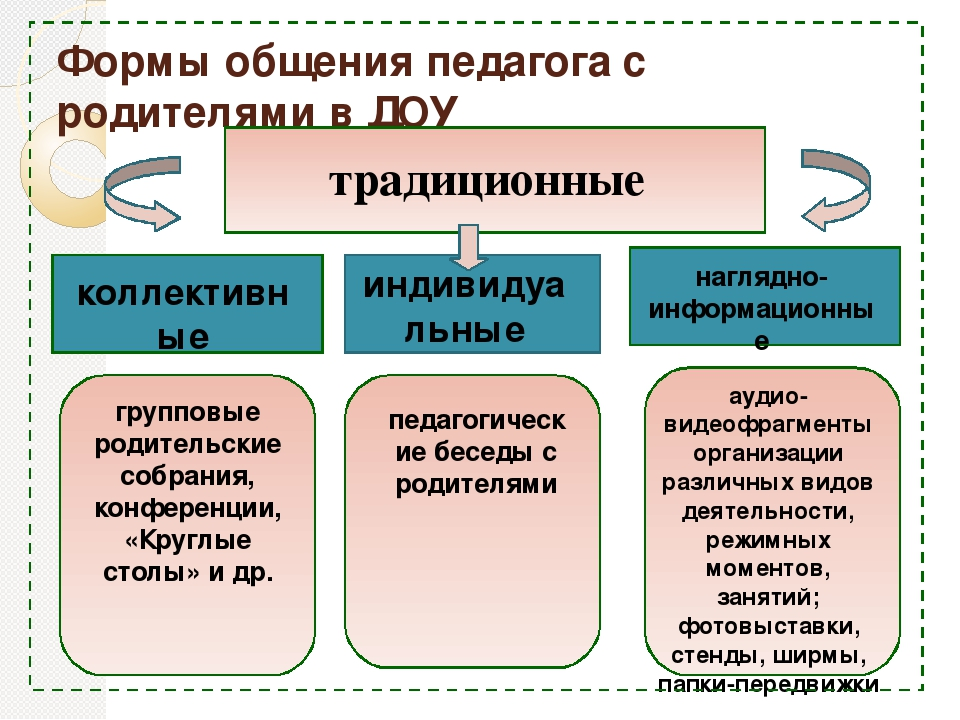 Формы общения педагога с
родителями в ДОУ
традиционные
коллективн
ые
индивидуа
льные
наглядно-
информационны
е
групповые
родительские
собрания,
конференции,
«Круглые
столы» и др.
педагогическ
ие беседы с
родителями
аудио-
видеофрагменты
организации
различных видов
деятельности,
режимных
моментов,
занятий;
фотовыставки,
стенды, ширмы,
папки-передвижки